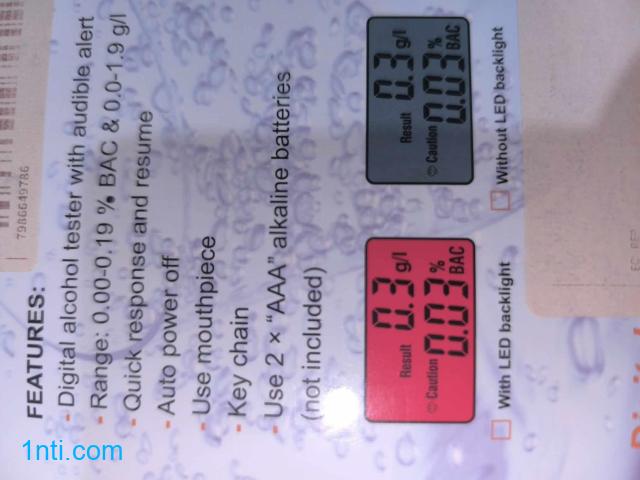 7986649786
FEATURES:
- Digital alcohol tester with audible alert
- Range: 0.00-0.19 % BAC & 0.0-1.9 g/l
- Quick response and resume
- Auto power off
- Use mouthpiece
- Key chain
- Use 2 × “AAA” alkaline batteries
(not included)
Result 0.3 g/l
Caution 0.03 % BAC
With LED backlight
Result 0.3 g/l
Caution 0.03 % BAC
Without LED backlight
1nti.com